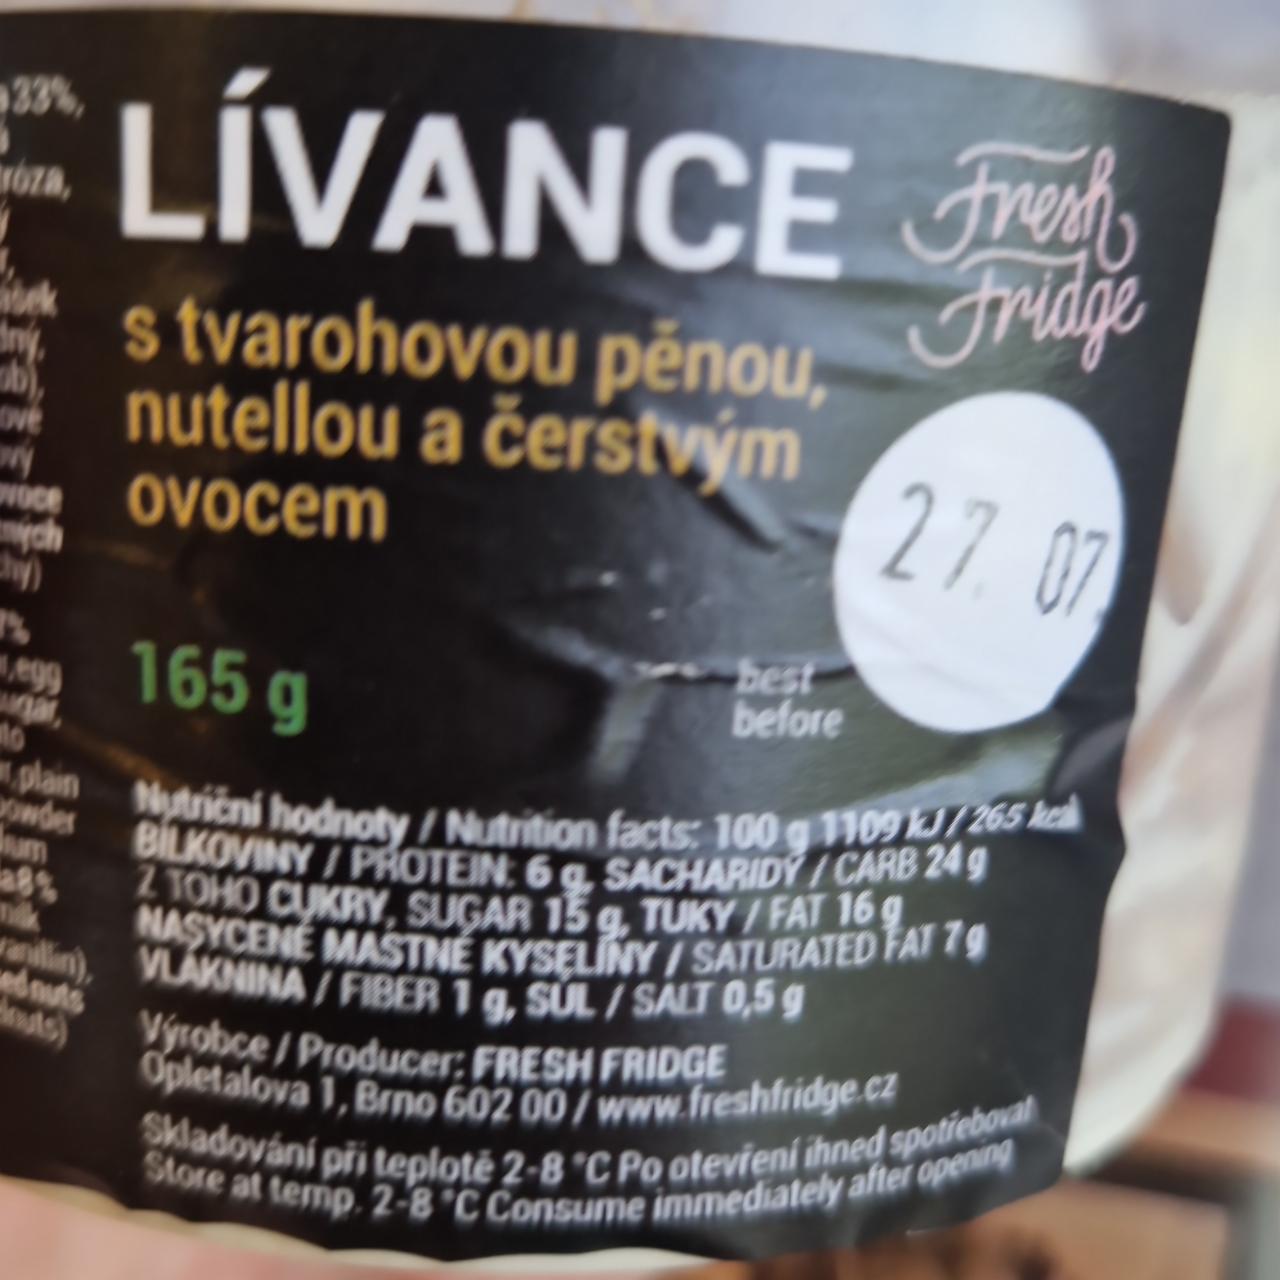 33%,
LÍVANCE
Fresh
Fridge
s tvarohovou pěnou,
nutellou a čerstvým
ovocem
27. 07.
165 g
best
before
Nutriční hodnoty / Nutrition facts: 100 g 1109 kJ / 265 kcal
BÍLKOVINY / PROTEIN: 6 g, SACHARIDY / CARB 24 g
Z TOHO CUKRY, SUGAR 15 g, TUKY / FAT 16 g
NASYCENÉ MASTNÉ KYSELINY / SATURATED FAT 7 g
VLÁKNINA / FIBER 1 g, SŮL / SALT 0,5 g
Výrobce / Producer: FRESH FRIDGE
Opletalova 1, Brno 602 00 / www.freshfridge.cz
Skladování při teplotě 2-8 °C Po otevření ihned spotřebovat
Store at temp. 2-8 °C Consume immediately after opening
egg
plain